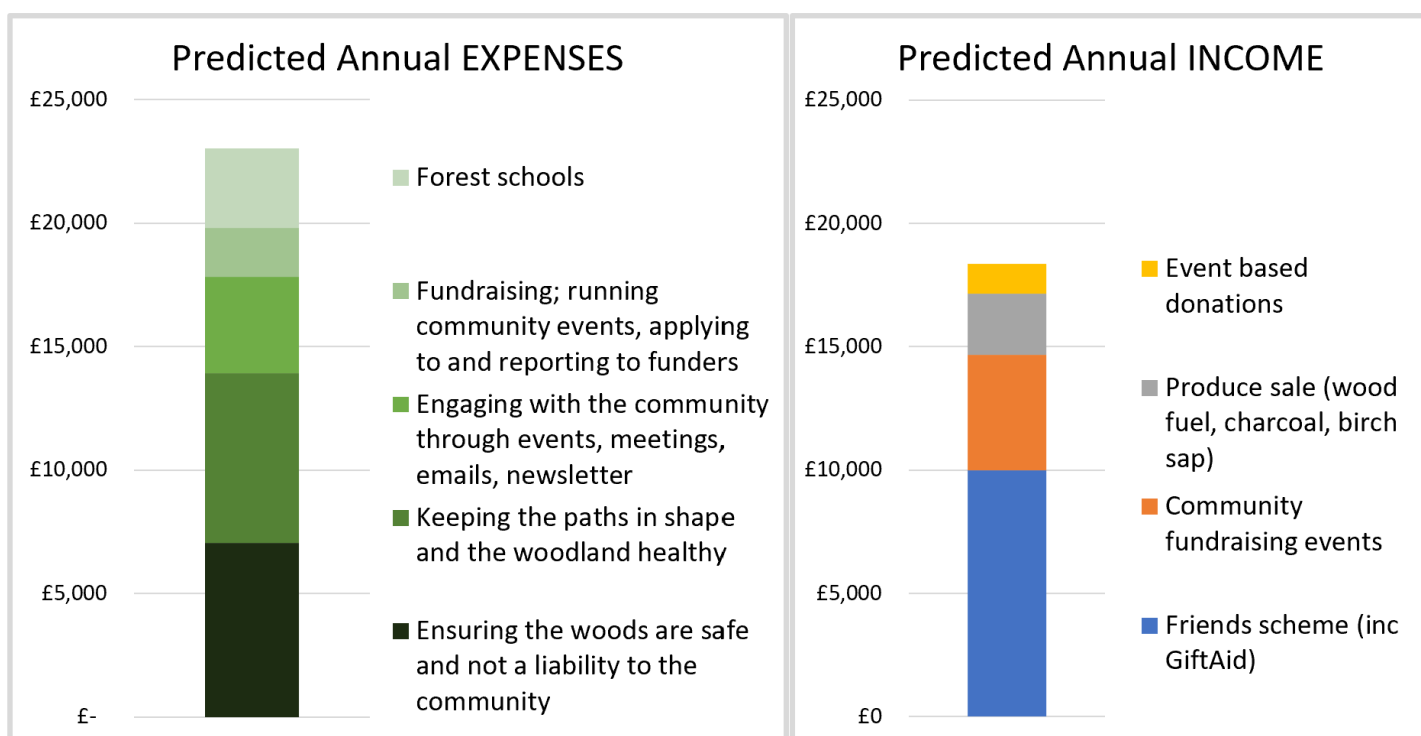 Predicted Annual EXPENSES
£25,000
£20,000
£15,000
£10,000
£5,000
£-
Forest schools
Fundraising; running
community events, applying
to and reporting to funders
Engaging with the community
through events, meetings,
emails, newsletter
Keeping the paths in shape
and the woodland healthy
Ensuring the woods are safe
and not a liability to the
community
Predicted Annual INCOME
£25,000
£20,000
£15,000
£10,000
£5,000
£0
Event based
donations
Produce sale (wood
fuel, charcoal, birch
sap)
Community
fundraising events
Friends scheme (inc
GiftAid)